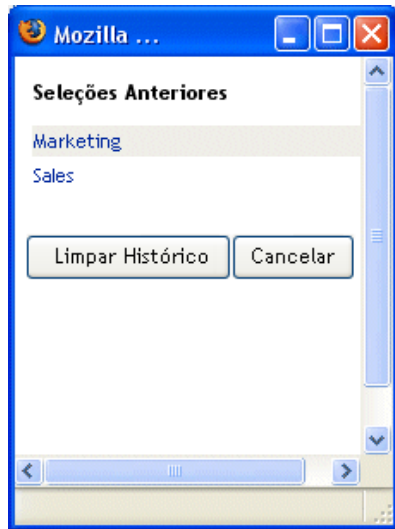 Mozilla ...
Seleções Anteriores
Marketing
Sales
Limpar Histórico Cancelar